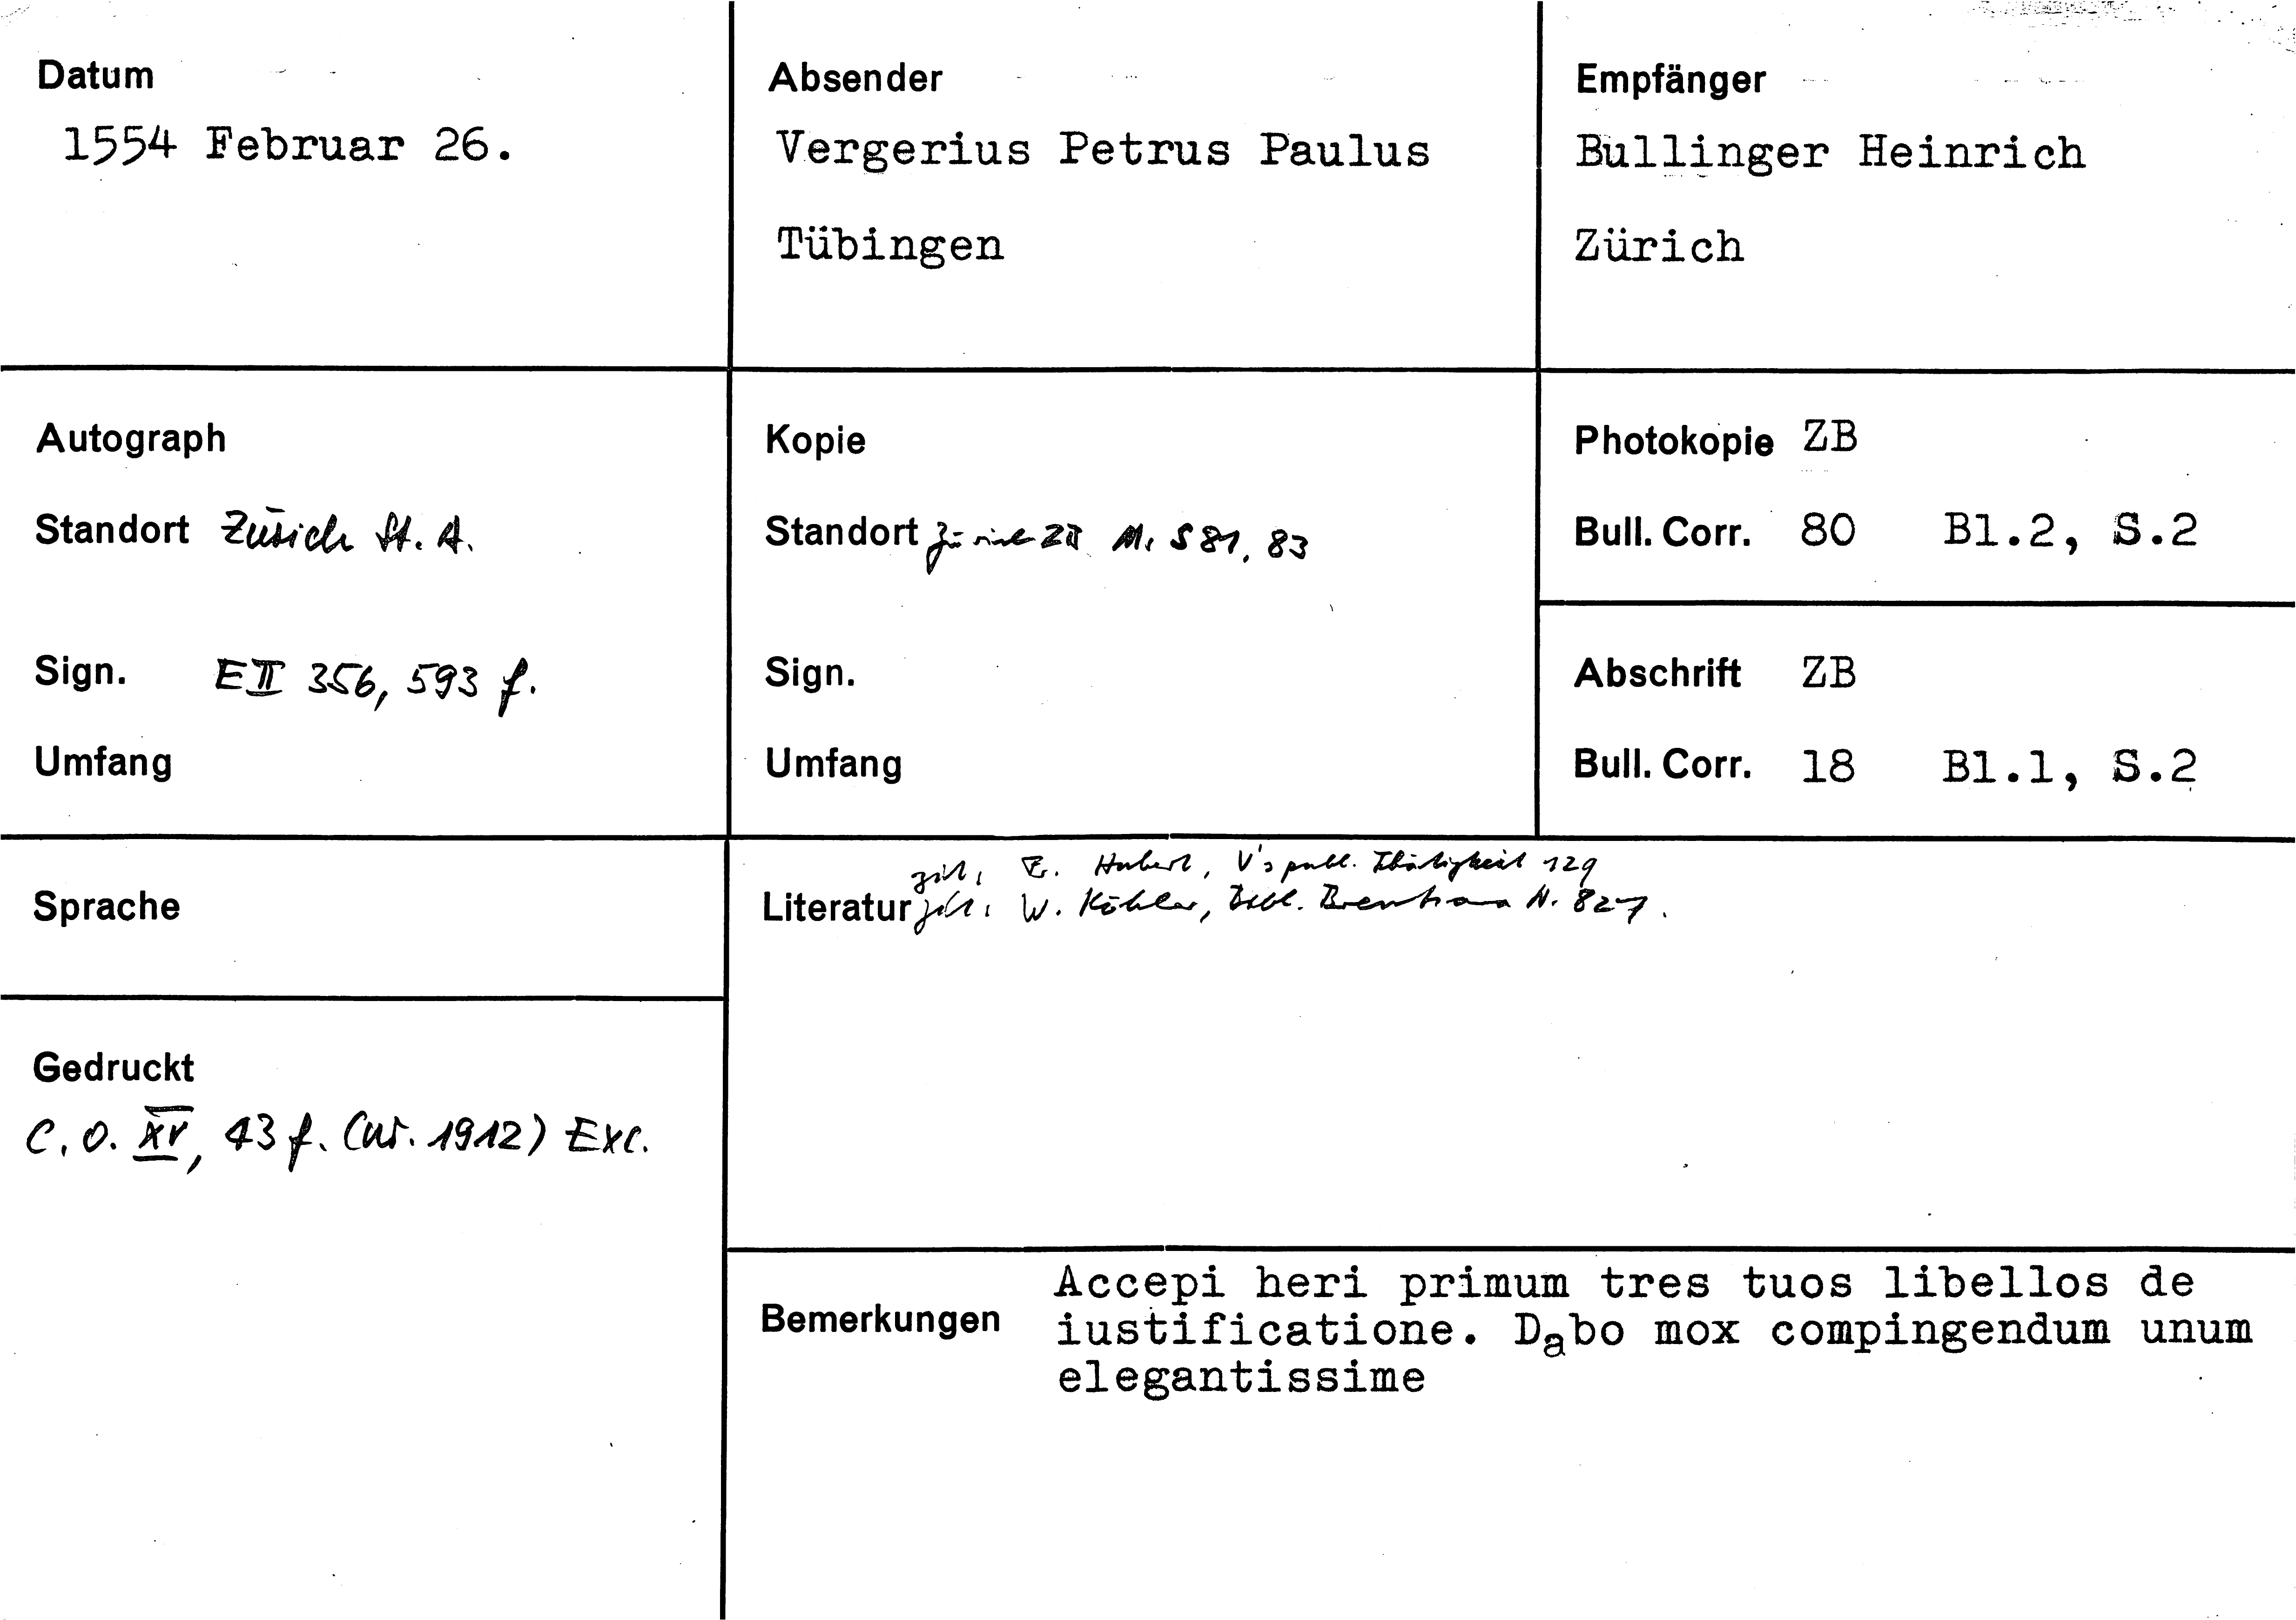 Datum
1554 Februar 26.
Absender
Vergerius Petrus Paulus
Tübingen
Empfänger
Bullinger Heinrich
Zürich
Autograph
Standort Zürich St. A.
Sign. E II 356, 593 f.
Umfang
Kopie
Standort Zürich ZB Ms S 81, 83
Sign.
Umfang
Photokopie ZB
Bull. Corr. 80 Bl.2, S.2
Abschrift ZB
Bull. Corr. 18 Bl.1, S.2
Sprache
Gedruckt
C. O. XV, 43 f. (Nr. 1912) Exc.
zit. Hubert, V's publ. Thätigkeit 129
Literatur zit. W. Köhler, Bibl. Brentiana N. 827.
Bemerkungen
Accepi heri primum tres tuos libellos de
iustificatione. Dabo mox compingendum unum
elegantissime